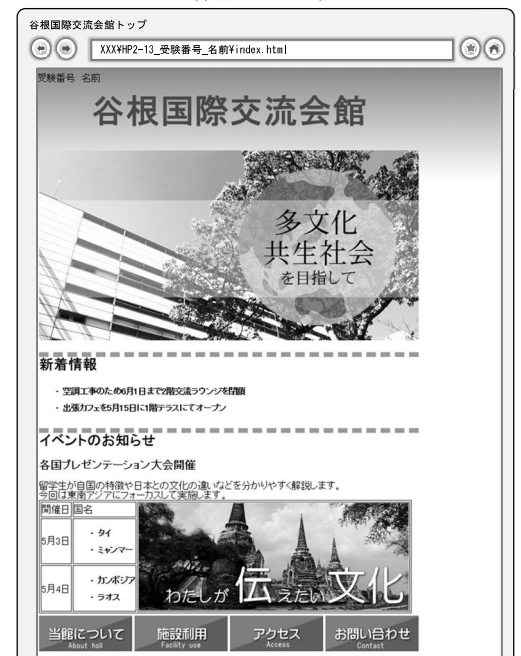 谷根国際交流会館トップ
XXX¥HP2-13_受験番号_名前¥index.html
受験番号 名前
谷根国際交流会館
多文化
共生社会
を目指して
新着情報
・空調工事のため6月1日まで2階交流ラウンジを閉鎖
・出張カフェを5月15日に1階テラスにてオープン
イベントのお知らせ
各国プレゼンテーション大会開催
留学生が自国の特徴や日本との文化の違いなどを分かりやすく解説します。
今回は東南アジアにフォーカスして実施します。
開催日 国名
5月3日 ・タイ
・ミャンマー
5月4日 ・カンボジア
・ラオス
わたしが 伝えたい 文化
当館について 施設利用 アクセス お問い合わせ
About holl Facility use Access Contact